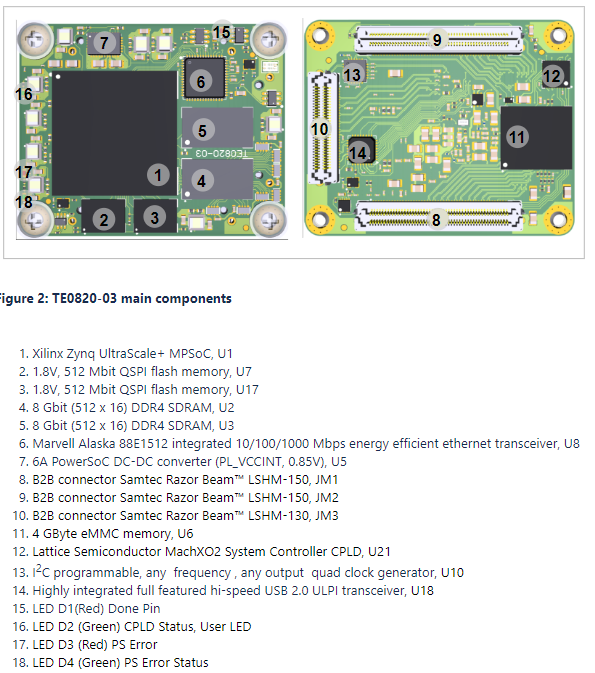 15
7
9
6
13
12
16
5
10
11
TE0820-03
14
17
1
4
18
2
3
8
igure 2: TE0820-03 main components
1. Xilinx Zynq UltraScale+ MPSoC, U1
2. 1.8V, 512 Mbit QSPI flash memory, U7
3. 1.8V, 512 Mbit QSPI flash memory, U17
4. 8 Gbit (512 x 16) DDR4 SDRAM, U2
5. 8 Gbit (512 x 16) DDR4 SDRAM, U3
6. Marvell Alaska 88E1512 integrated 10/100/1000 Mbps energy efficient ethernet transceiver, U8
7. 6A PowerSoC DC-DC converter (PL_VCCINT, 0.85V), U5
8. B2B connector Samtec Razor Beam™ LSHM-150, JM1
9. B2B connector Samtec Razor Beam™ LSHM-150, JM2
10. B2B connector Samtec Razor Beam™ LSHM-130, JM3
11. 4 GByte eMMC memory, U6
12. Lattice Semiconductor MachXO2 System Controller CPLD, U21
13. I²C programmable, any frequency , any output quad clock generator, U10
14. Highly integrated full featured hi-speed USB 2.0 ULPI transceiver, U18
15. LED D1(Red) Done Pin
16. LED D2 (Green) CPLD Status, User LED
17. LED D3 (Red) PS Error
18. LED D4 (Green) PS Error Status